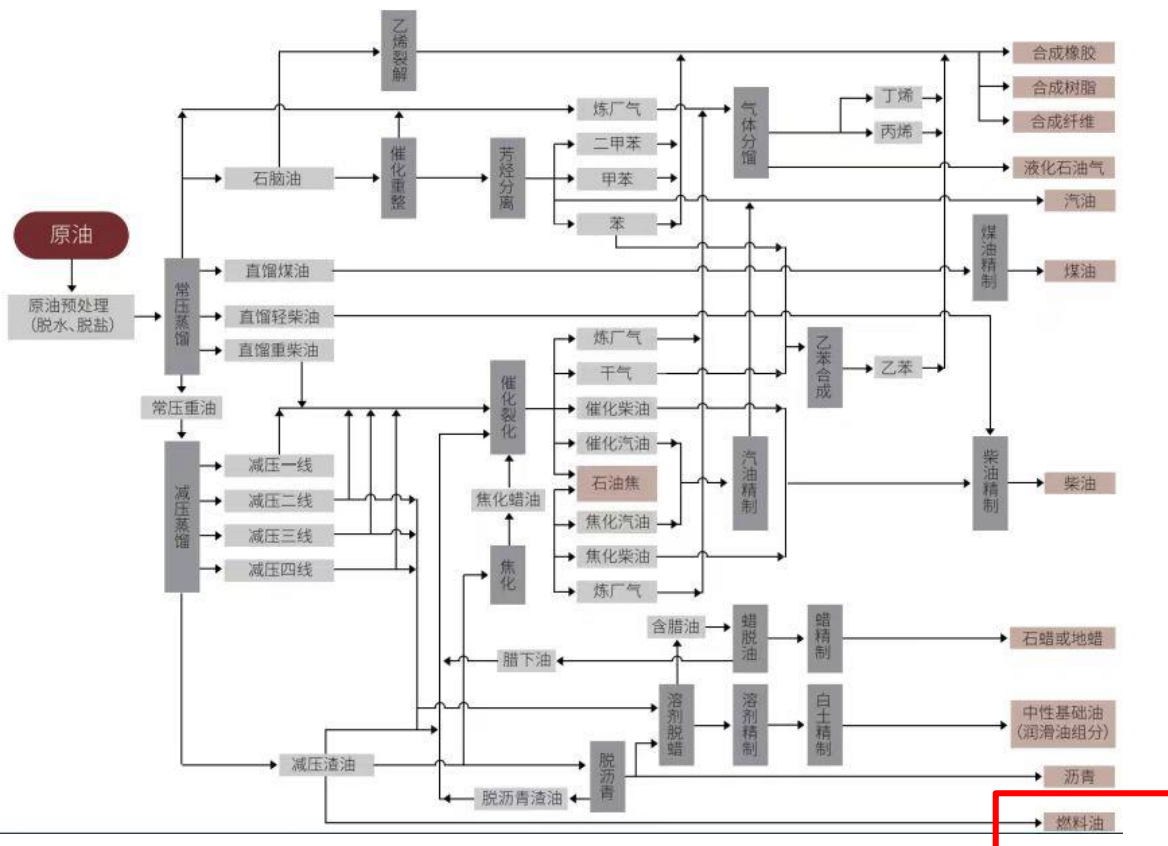 乙烯裂解
合成橡胶
合成树脂
合成纤维
炼厂气
丁烯
丙烯
气体分馏
二甲苯
催化重整
芳烃分离
石脑油
甲苯
液化石油气
汽油
苯
原油
煤油精制
直馏煤油
煤油
常压蒸馏
原油预处理
(脱水、脱盐)
直馏轻柴油
直馏重柴油
炼厂气
乙苯合成
干气
乙苯
催化裂化
常压重油
催化柴油
催化汽油
汽油精制
柴油精制
减压一线
减压蒸馏
石油焦
柴油
减压二线
焦化蜡油
焦化汽油
减压三线
焦化柴油
减压四线
焦化
炼厂气
含腊油
蜡脱油
蜡精制
石蜡或地蜡
腊下油
溶剂脱蜡
溶剂精制
白土精制
中性基础油
(润滑油组分)
减压渣油
脱沥青
沥青
脱沥青渣油
燃料油